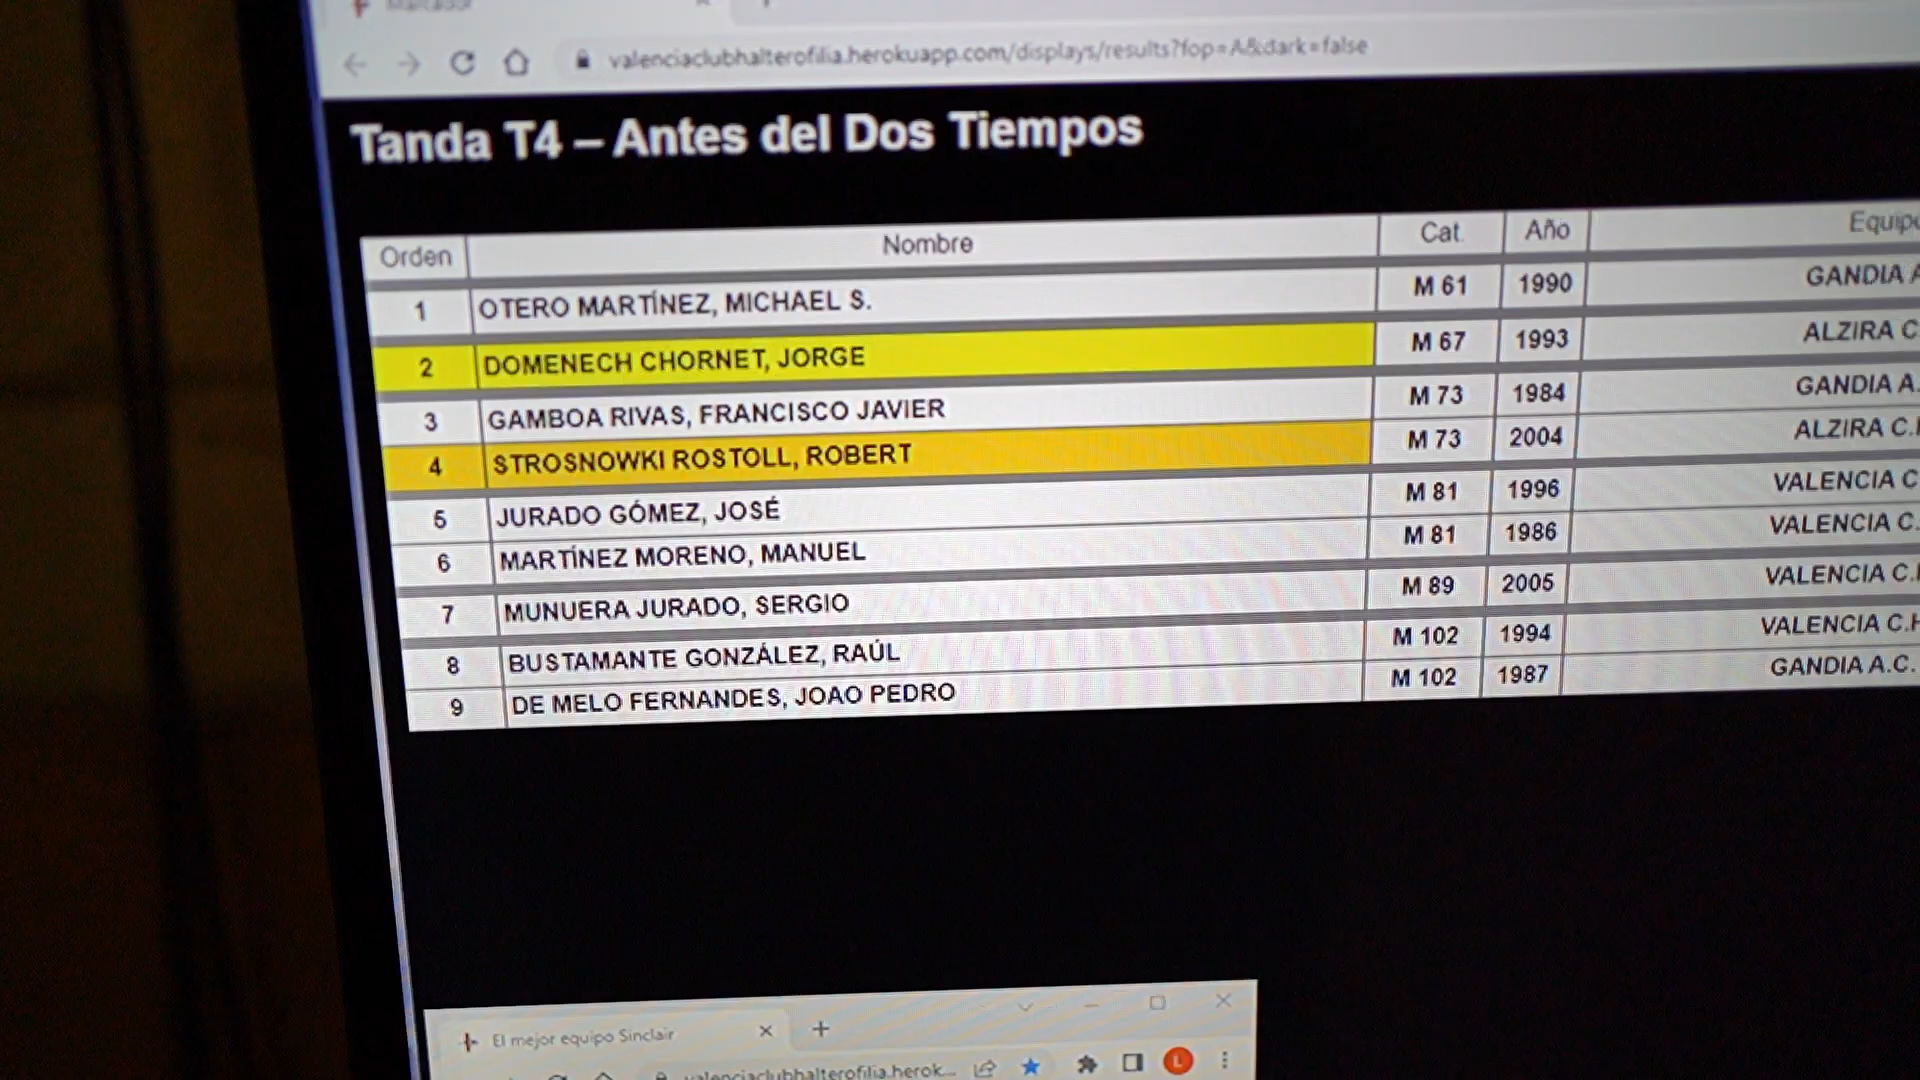 Marcador
valenciaclubhalterofilia.herokuapp.com/displays/results?fop=A&dark=false
Tanda T4 – Antes del Dos Tiempos
Orden Nombre Cat. Año Equipo
1 OTERO MARTÍNEZ, MICHAEL S. M 61 1990 GANDIA A
2 DOMENECH CHORNET, JORGE M 67 1993 ALZIRA C.
3 GAMBOA RIVAS, FRANCISCO JAVIER M 73 1984 GANDIA A.
4 STROSNOWKI ROSTOLL, ROBERT M 73 2004 ALZIRA C.
5 JURADO GÓMEZ, JOSÉ M 81 1996 VALENCIA C
6 MARTÍNEZ MORENO, MANUEL M 81 1986 VALENCIA C.
7 MUNUERA JURADO, SERGIO M 89 2005 VALENCIA C.
8 BUSTAMANTE GONZÁLEZ, RAÚL M 102 1994 VALENCIA C.H
9 DE MELO FERNANDES, JOAO PEDRO M 102 1987 GANDIA A.C.
El mejor equipo Sinclair
valenciaclubhalterofilia.herok...
L